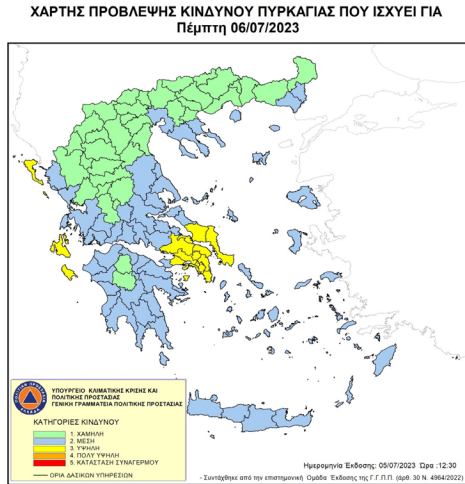 ΧΑΡΤΗΣ ΠΡΟΒΛΕΨΗΣ ΚΙΝΔΥΝΟΥ ΠΥΡΚΑΓΙΑΣ ΠΟΥ ΙΣΧΥΕΙ ΓΙΑ
Πέμπτη 06/07/2023
ΥΠΟΥΡΓΕΙΟ ΚΛΙΜΑΤΙΚΗΣ ΚΡΙΣΗΣ ΚΑΙ
ΠΟΛΙΤΙΚΗΣ ΠΡΟΣΤΑΣΙΑΣ
ΓΕΝΙΚΗ ΓΡΑΜΜΑΤΕΙΑ ΠΟΛΙΤΙΚΗΣ ΠΡΟΣΤΑΣΙΑΣ
ΚΑΤΗΓΟΡΙΕΣ ΚΙΝΔΥΝΟΥ
1. ΧΑΜΗΛΗ
2. ΜΕΣΗ
3. ΥΨΗΛΗ
4. ΠΟΛΥ ΥΨΗΛΗ
5. ΚΑΤΑΣΤΑΣΗ ΣΥΝΑΓΕΡΜΟΥ
ΟΡΙΑ ΔΑΣΙΚΩΝ ΥΠΗΡΕΣΙΩΝ
Ημερομηνία Έκδοσης: 05/07/2023 Ώρα :12:30
- Συντάχθηκε από την επιστημονική Ομάδα Έκδοσης της Γ.Γ.Π.Π. (άρθ. 30 Ν. 4964/2022)